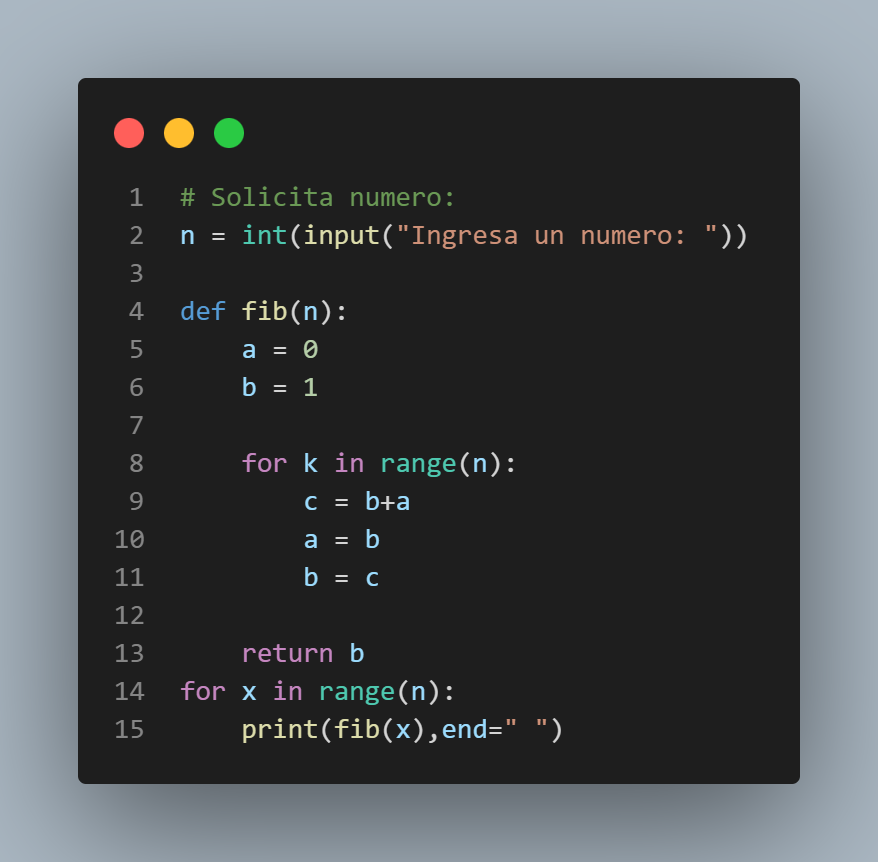 1 # Solicita numero:
2 n = int(input("Ingresa un numero: "))
3
4 def fib(n):
5     a = 0
6     b = 1
7
8     for k in range(n):
9         c = b+a
10         a = b
11         b = c
12
13     return b
14 for x in range(n):
15     print(fib(x),end=" ")